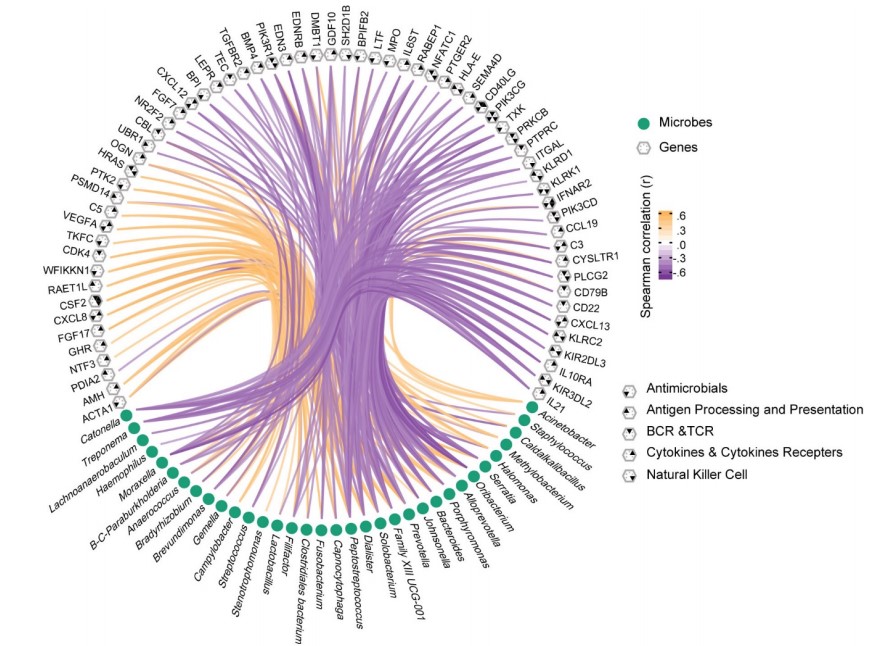 TGFBR2
BMP4
PIK3R1
EDN3
EDNRB
DMBT1
GDF10
SH2D1B
BPIFB2
LTF
MPO
IL6ST
RABEP1
NFATC1
PTGER2
HLA-E
SEMA4D
CD40LG
PIK3CG
TXK
PRKCB
PTPRC
ITGAL
KLRD1
KLRK1
IFNAR2
PIK3CD
CCL19
C3
CYSLTR1
PLCG2
CD79B
CD22
CXCL13
KLRC2
KIR2DL3
IL10RA
KIR3DL2
IL21
Acinetobacter
Staphylococcus
Caldalkalibacillus
Methylobacterium
Halomonas
Serratia
Oribacterium
Alloprevotella
Porphyromonas
Bacteroides
Johnsonella
Prevotella
Family XIII UCG-001
Solobacterium
Dialister
Peptostreptococcus
Capnocytophaga
Fusobacterium
Clostridiales bacterium
Filifactor
Lactobacillus
Stenotrophomonas
Streptococcus
Campylobacter
Gemella
Brevundimonas
Bradyrhizobium
Anaerococcus
B-C-Paraburkholderia
Moraxella
Haemophilus
Lachnoanaerobaculum
Treponema
Catonella
ACTA1
AMH
PDIA2
NTF3
GHR
FGF17
CXCL8
CSF2
RAET1L
WFIKKN1
CDK4
TKFC
VEGFA
C5
PSMD14
PTK2
HRAS
OGN
UBR1
CBL
NR2F2
FGF7
CXCL12
BPI
LEPR
TEC
Microbes
Genes
Spearman correlation (r)
.6
.3
.0
-.3
-.6
Antimicrobials
Antigen Processing and Presentation
BCR &TCR
Cytokines & Cytokines Recepters
Natural Killer Cell